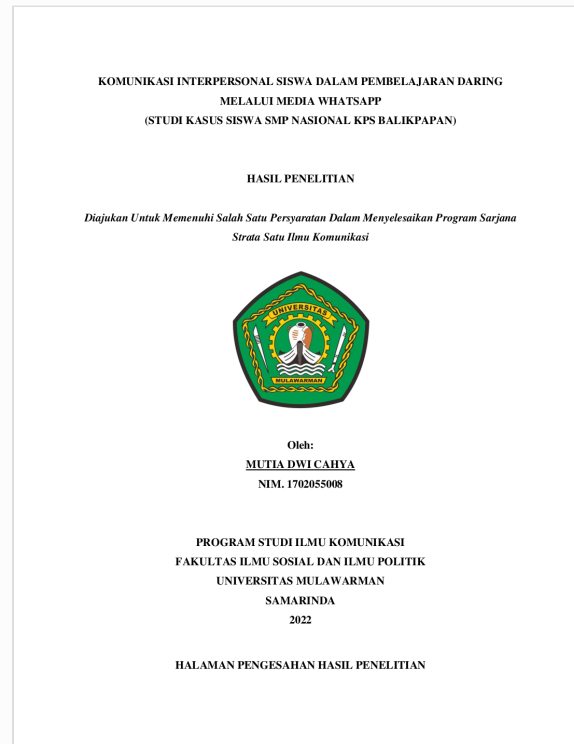 KOMUNIKASI INTERPERSONAL SISWA DALAM PEMBELAJARAN DARING
MELALUI MEDIA WHATSAPP
(STUDI KASUS SISWA SMP NASIONAL KPS BALIKPAPAN)
HASIL PENELITIAN
Diajukan Untuk Memenuhi Salah Satu Persyaratan Dalam Menyelesaikan Program Sarjana
Strata Satu Ilmu Komunikasi
UNIVERSITAS
MULAWARMAN
Oleh:
MUTIA DWI CAHYA
NIM. 1702055008
PROGRAM STUDI ILMU KOMUNIKASI
FAKULTAS ILMU SOSIAL DAN ILMU POLITIK
UNIVERSITAS MULAWARMAN
SAMARINDA
2022
HALAMAN PENGESAHAN HASIL PENELITIAN